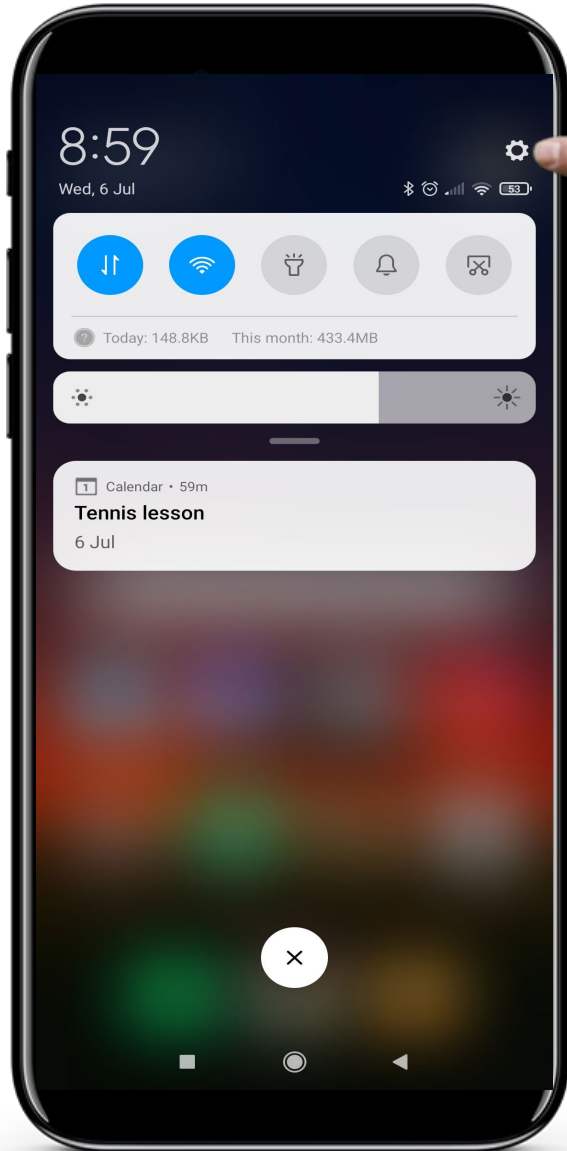 8:59
Wed, 6 Jul
53
Today: 148.8KB This month: 433.4MB
1 Calendar • 59m
Tennis lesson
6 Jul